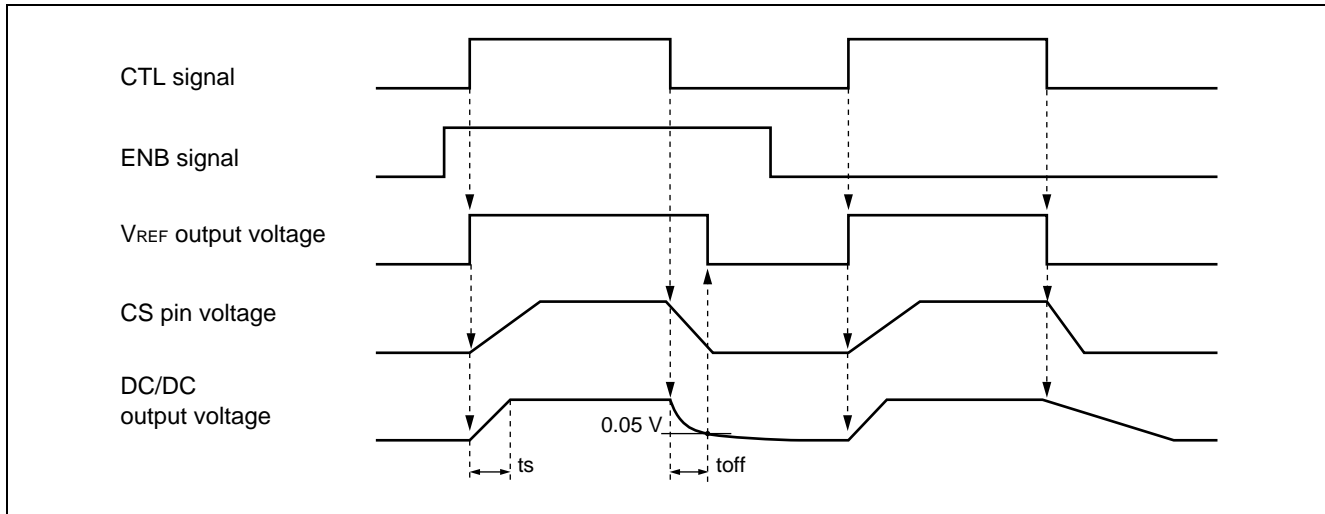 CTL signal
ENB signal
VREF output voltage
CS pin voltage
DC/DC
output voltage
0.05 V
ts
toff